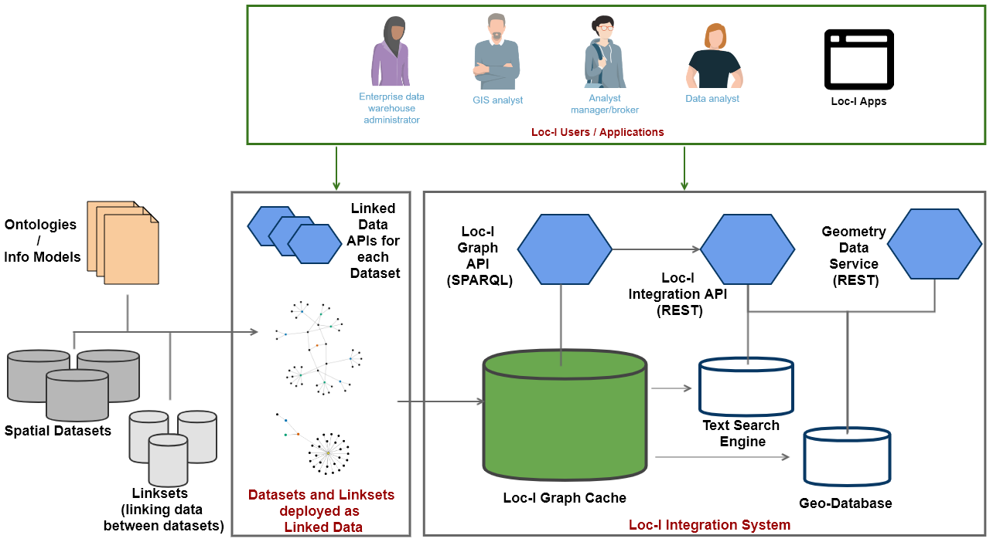 Enterprise data
warehouse
administrator
GIS analyst
Analyst
manager/broker
Data analyst
Loc-I Apps
Loc-I Users / Applications
Ontologies
/
Info Models
Spatial Datasets
Linksets
(linking data
between datasets)
Linked
Data
APIs for
each
Dataset
Datasets and Linksets
deployed as
Linked Data
Loc-I
Graph
API
(SPARQL)
Loc-I
Integration API
(REST)
Geometry
Data
Service
(REST)
Loc-I Graph Cache
Text Search
Engine
Geo-Database
Loc-I Integration System